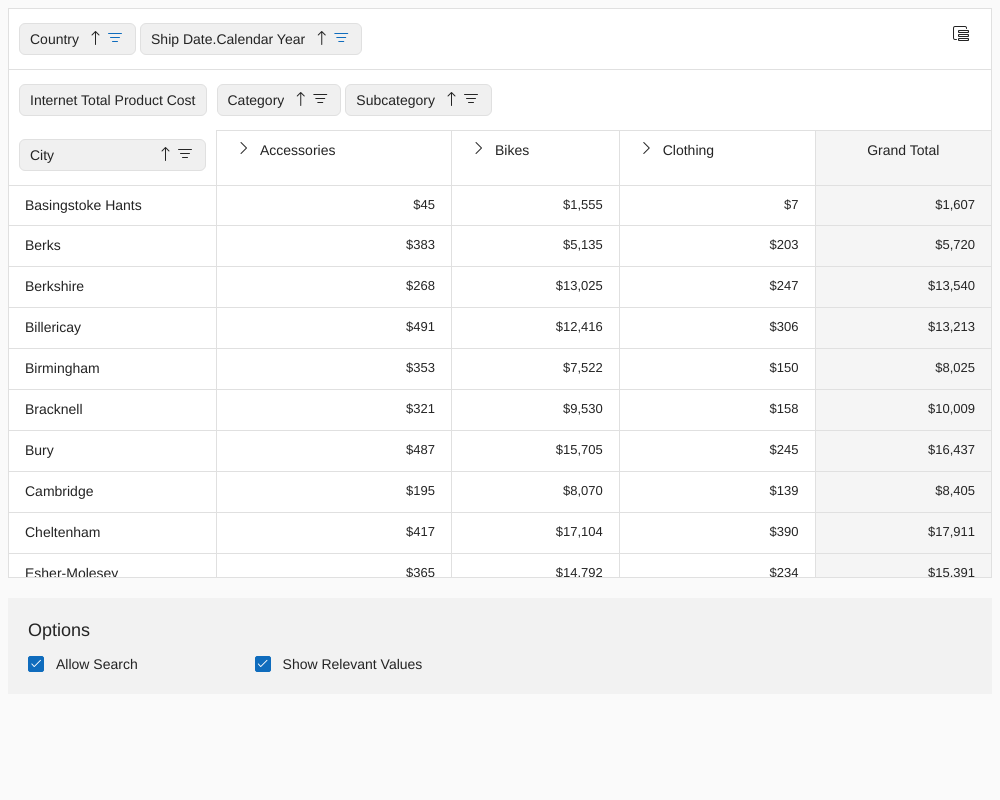 Country Ship Date.Calendar Year
Internet Total Product Cost Category Subcategory
City Accessories Bikes Clothing Grand Total
Basingstoke Hants $45 $1,555 $7 $1,607
Berks $383 $5,135 $203 $5,720
Berkshire $268 $13,025 $247 $13,540
Billericay $491 $12,416 $306 $13,213
Birmingham $353 $7,522 $150 $8,025
Bracknell $321 $9,530 $158 $10,009
Bury $487 $15,705 $245 $16,437
Cambridge $195 $8,070 $139 $8,405
Cheltenham $417 $17,104 $390 $17,911
Esher-Molesey $365 $14,792 $234 $15,391
Options
Allow Search Show Relevant Values